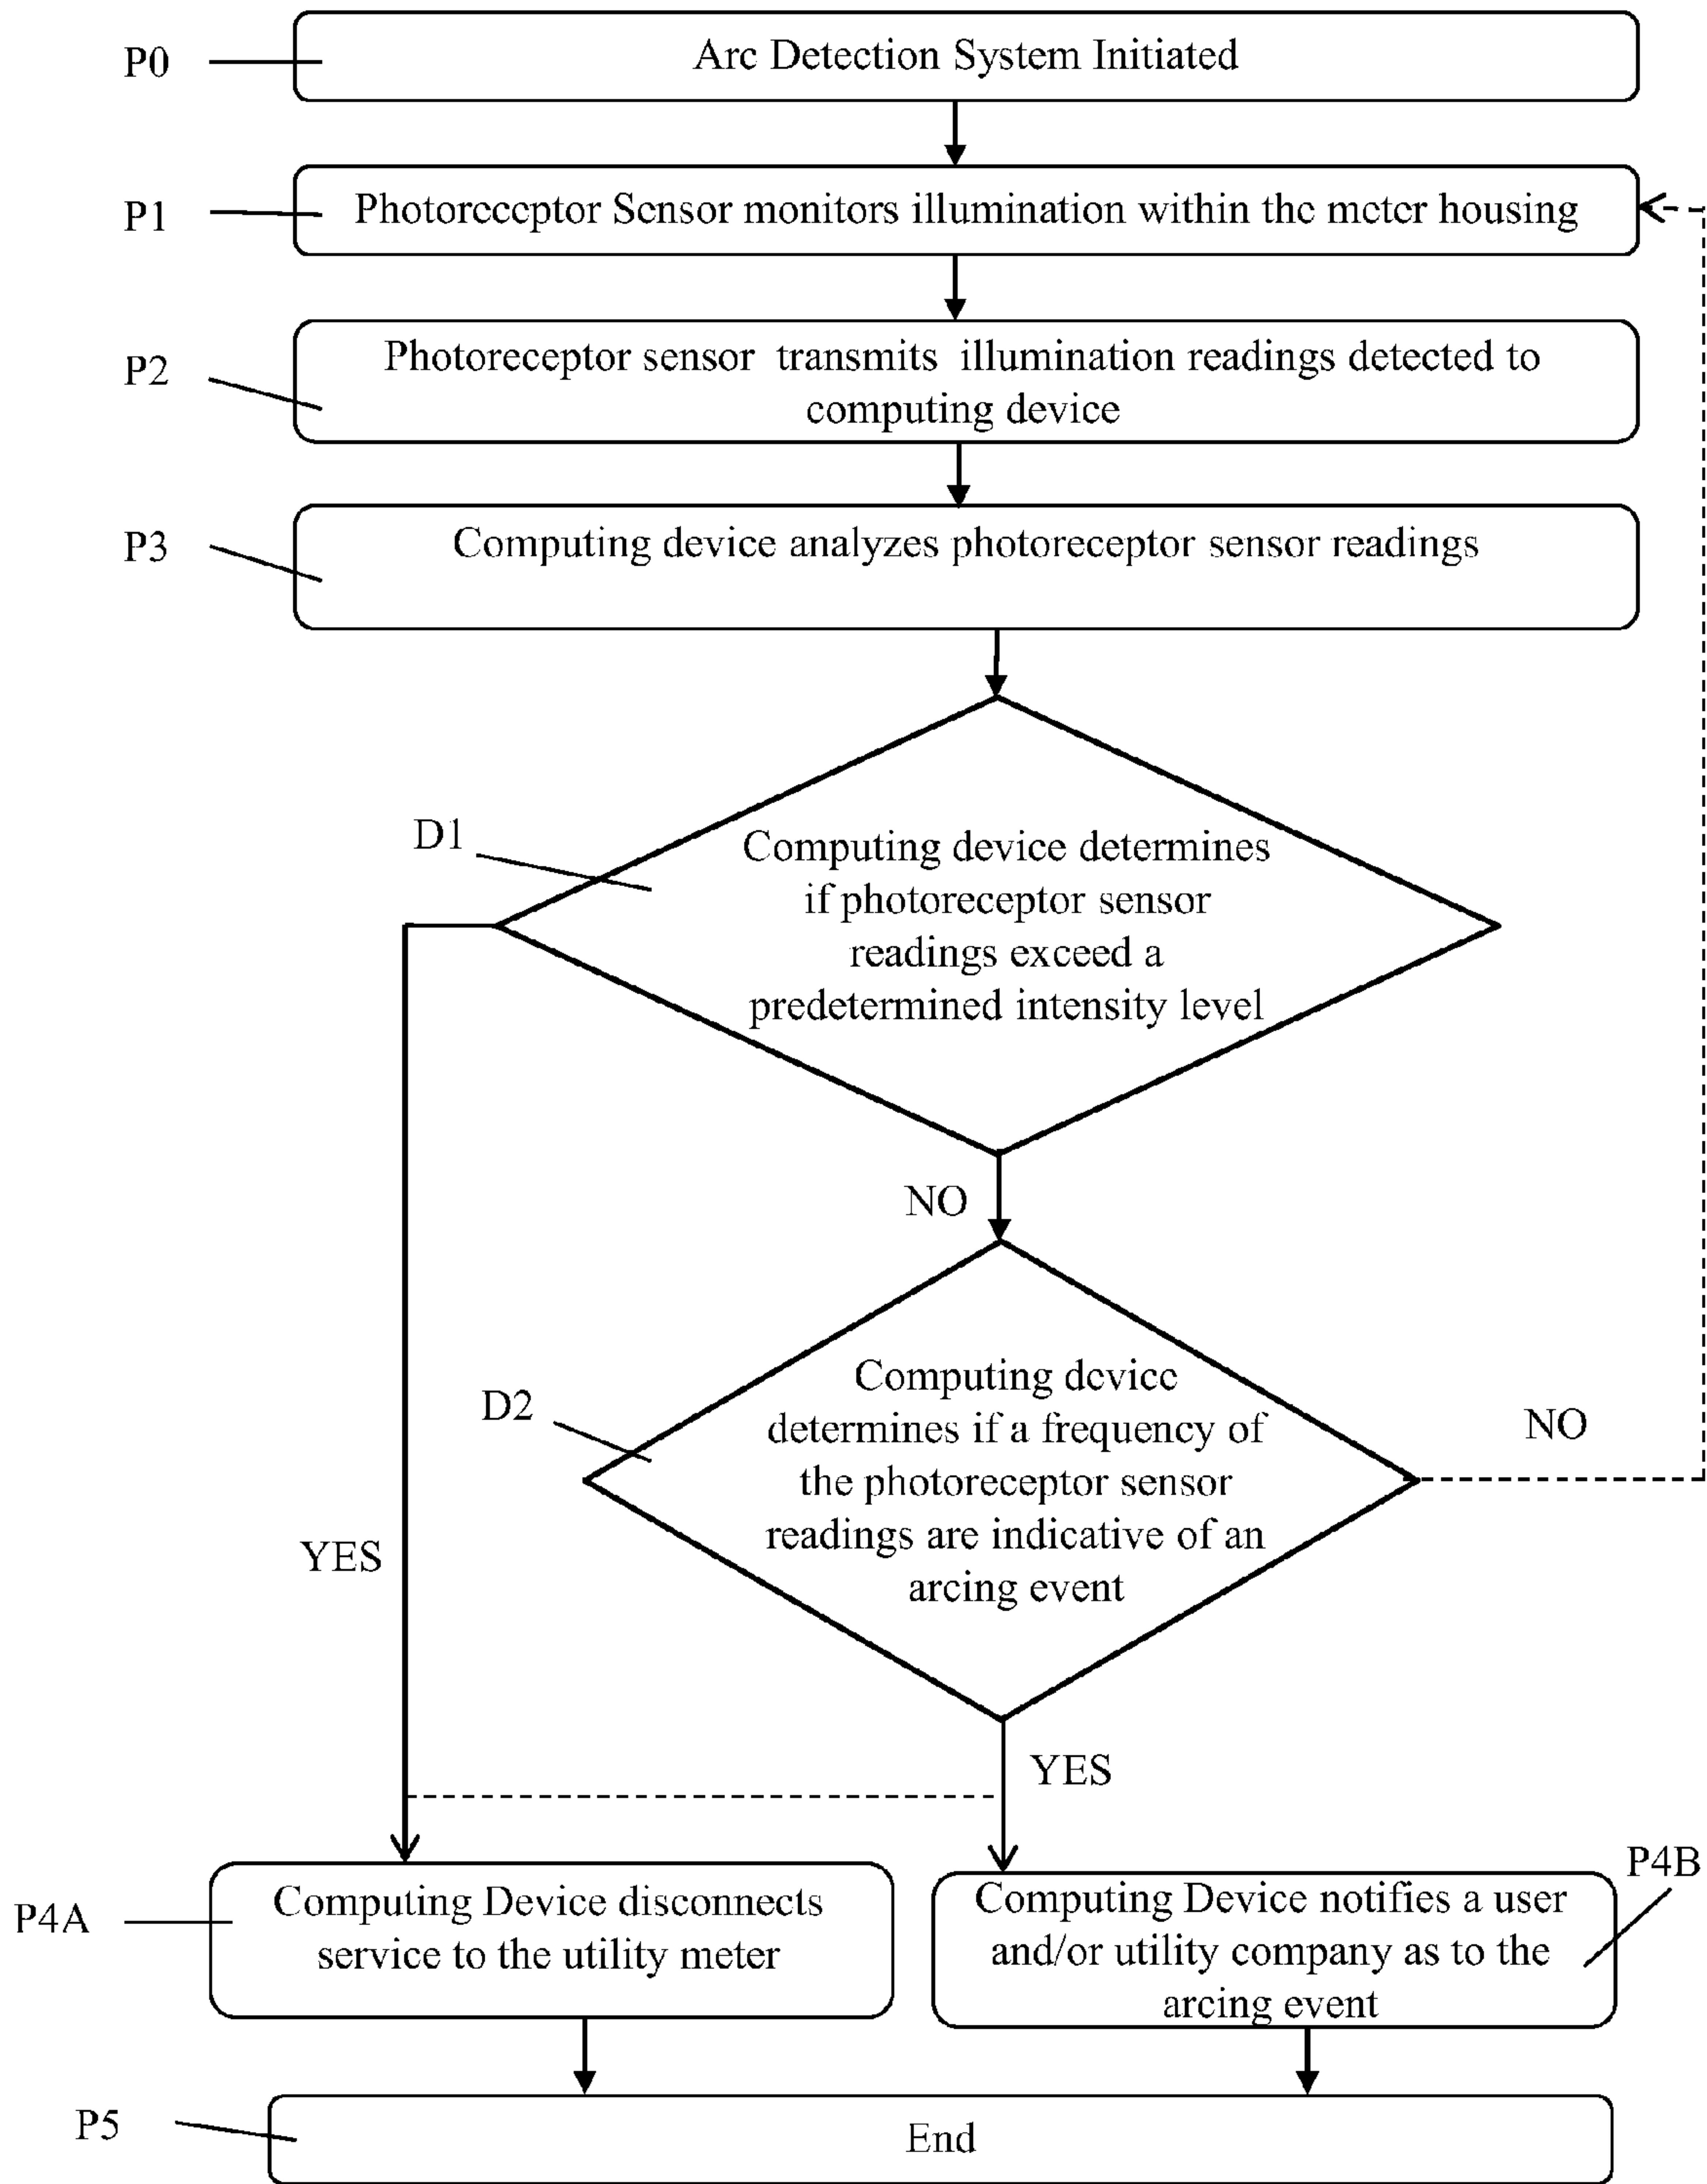 P0
Arc Detection System Initiated
P1
Photoreceptor Sensor monitors illumination within the meter housing
P2
Photoreceptor sensor transmits illumination readings detected to
computing device
P3
Computing device analyzes photoreceptor sensor readings
D1
Computing device determines
if photoreceptor sensor
readings exceed a
predetermined intensity level
NO
D2
Computing device
determines if a frequency of
the photoreceptor sensor
readings are indicative of an
arcing event
NO
YES
YES
P4A
Computing Device disconnects
service to the utility meter
P4B
Computing Device notifies a user
and/or utility company as to the
arcing event
P5
End